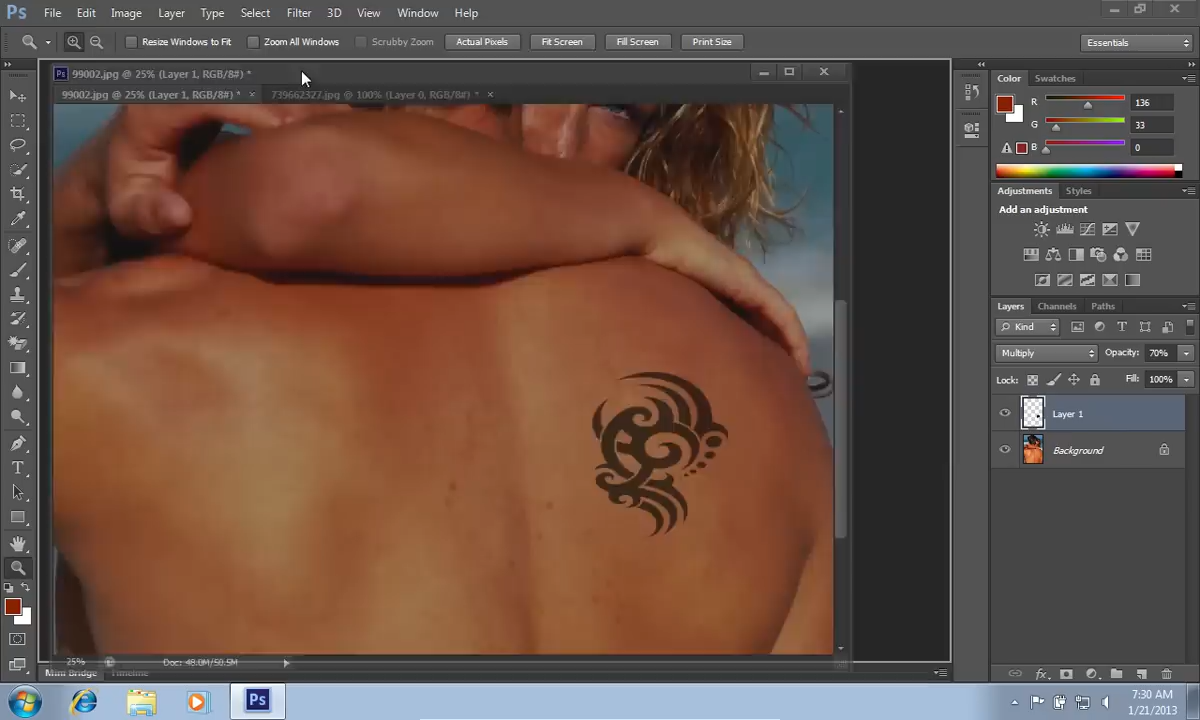 Ps File Edit Image Layer Type Select Filter 3D View Window Help
Resize Windows to Fit Zoom All Windows Scrubby Zoom Actual Pixels Fit Screen Fill Screen Print Size Essentials
Ps 99002.jpg @ 25% (Layer 1, RGB/8#) *
99002.jpg @ 25% (Layer 1, RGB/8#) * × 739662327.jpg @ 100% (Layer 0, RGB/8#) * ×
Color Swatches
R 136
G 33
B 0
Adjustments Styles
Add an adjustment
Layers Channels Paths
Kind
Multiply Opacity: 70%
Lock: Fill: 100%
Layer 1
Background
25% Doc: 48.0M/50.5M
Mini Bridge Timeline
Ps
7:30 AM
1/21/2013